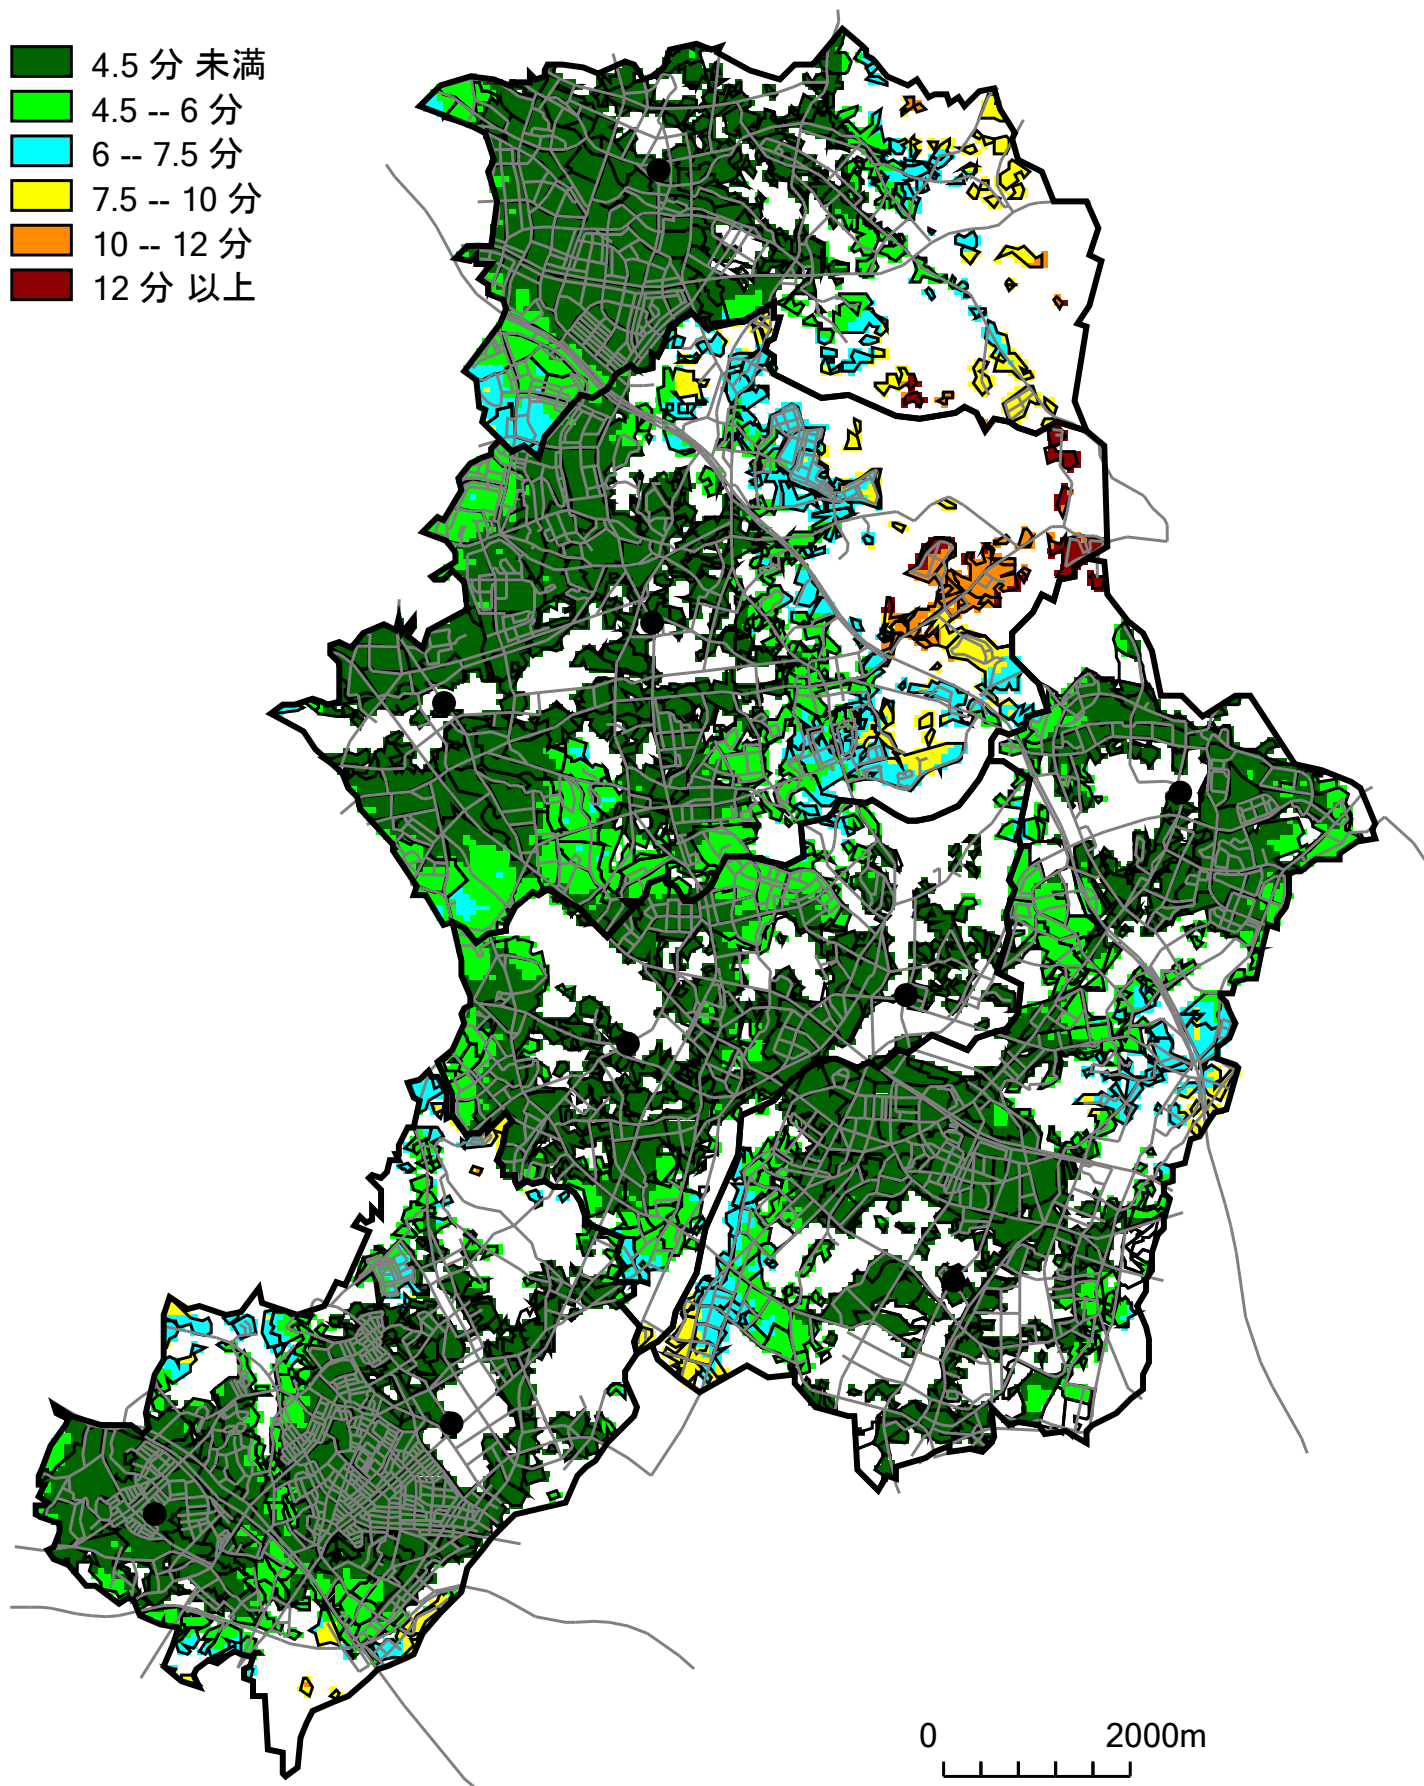 4.5 分 未満
4.5 -- 6 分
6 -- 7.5 分
7.5 -- 10 分
10 -- 12 分
12 分 以上
0 2000m